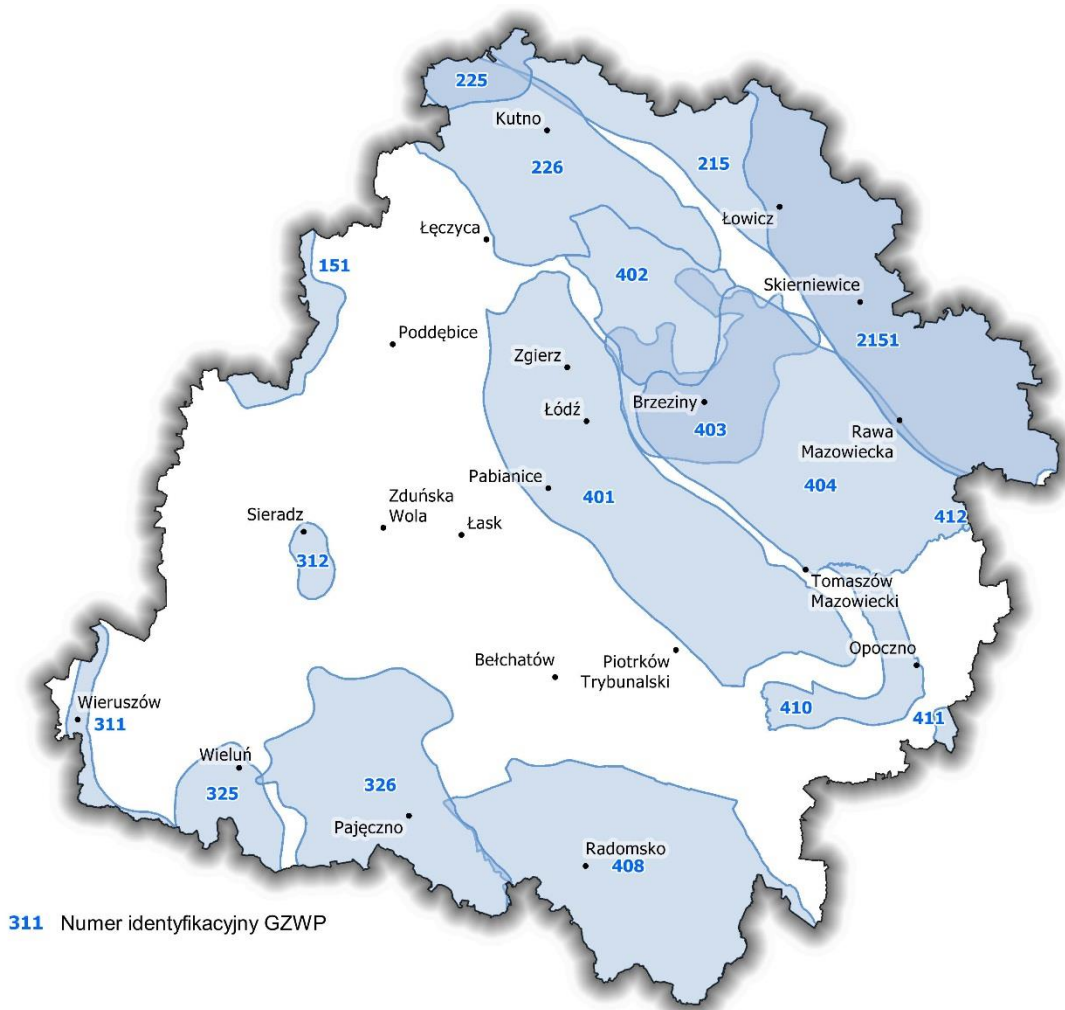 225
Kutno
226
215
Łowicz
Łęczyca
151
402
Skierniewice
Poddębice
2151
Zgierz
Brzeziny
403
Łódź
Rawa
Mazowiecka
Pabianice
401
404
Zduńska
Wola
Sieradz
Łask
412
312
Tomaszów
Mazowiecki
Opoczno
Bełchatów
Piotrków
Trybunalski
410
411
Wieruszów
311
Wieluń
325
326
Pajęczno
Radomsko
408
311 Numer identyfikacyjny GZWP